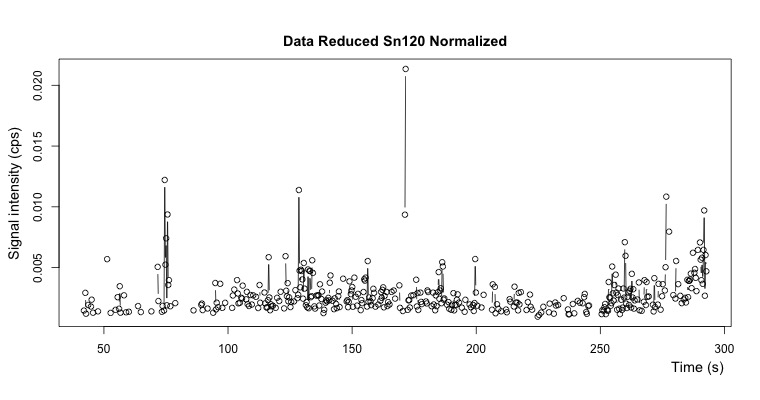 Data Reduced Sn120 Normalized
Signal intensity (cps)
0.020
0.015
0.010
0.005
50 100 150 200 250 300
Time (s)